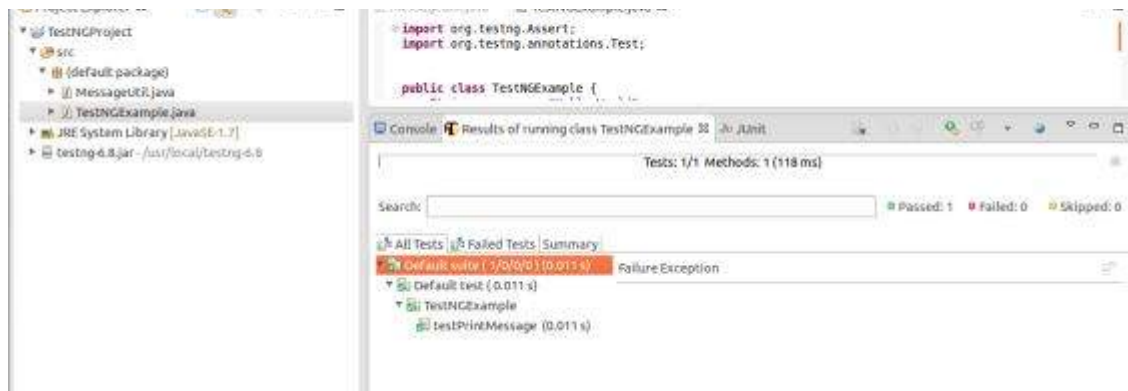 TestNGProject
src
(default package)
MessageUtil.java
TestNGExample.java
JRE System Library [JavaSE-1.7]
testng-6.8.jar - /usr/local/testng-6.8
import org.testng.Assert;
import org.testng.annotations.Test;
public class TestNGExample {
Console Results of running class TestNGExample JUnit
Tests: 1/1 Methods: 1 (118 ms)
Search: Passed: 1 Failed: 0 Skipped: 0
All Tests Failed Tests Summary
Default suite ( 1/0/0/0 ) (0.011 s) Failure Exception
Default test ( 0.011 s)
TestNGExample
testPrintMessage (0.011 s)